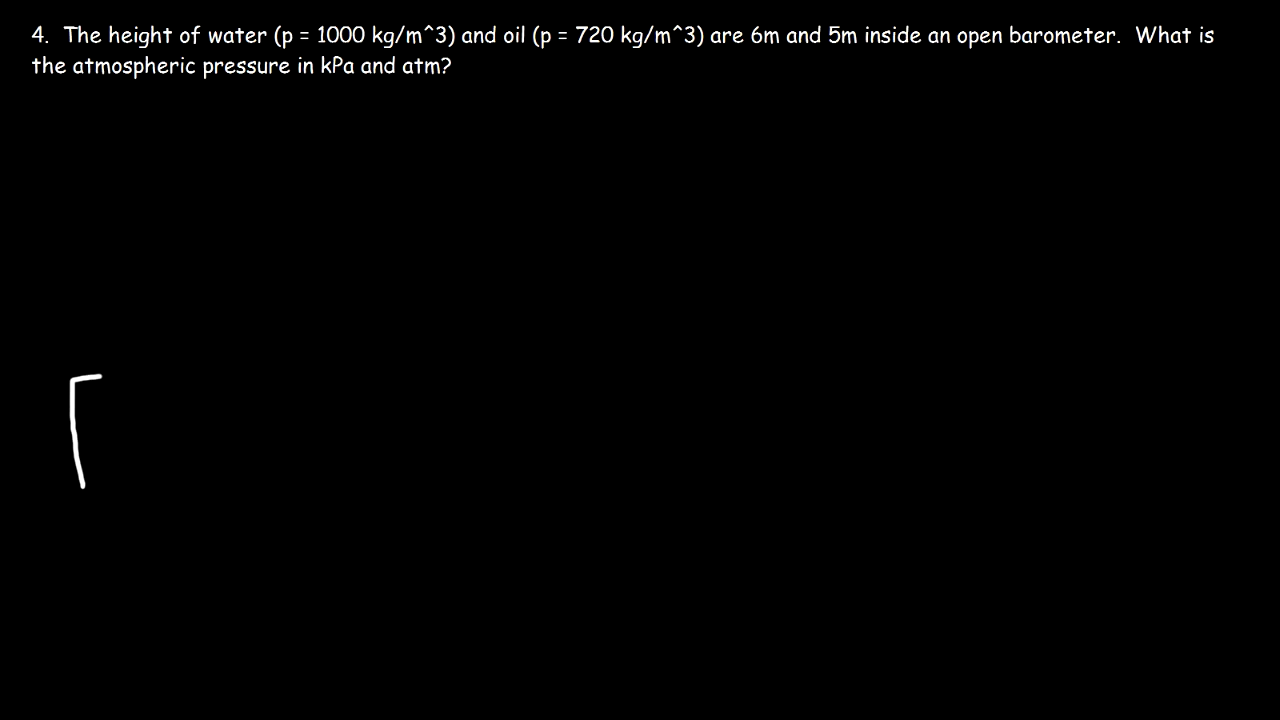 4. The height of water (p = 1000 kg/m^3) and oil (p = 720 kg/m^3) are 6m and 5m inside an open barometer. What is
the atmospheric pressure in kPa and atm?